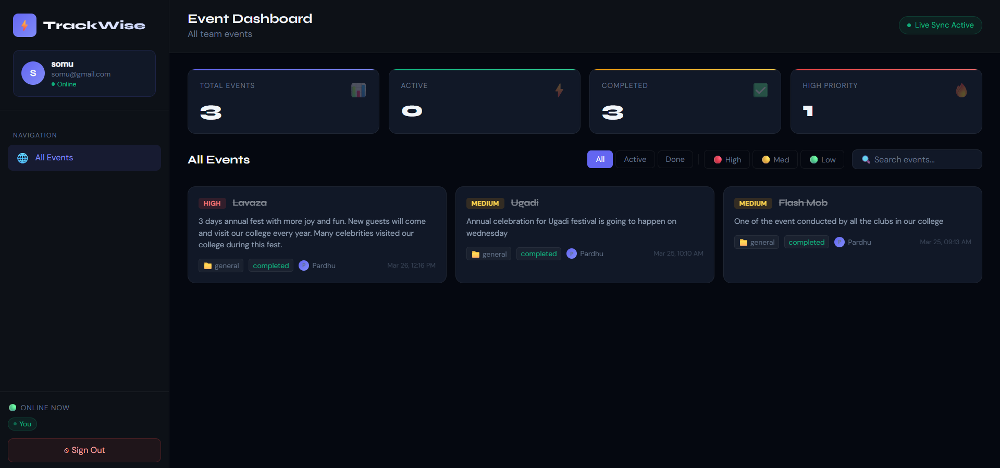 TrackWise
S
somu
somu@gmail.com
Online
NAVIGATION
All Events
ONLINE NOW
You
Sign Out
Event Dashboard
All team events
Live Sync Active
TOTAL EVENTS
3
ACTIVE
0
COMPLETED
3
HIGH PRIORITY
1
All Events
All
Active
Done
High
Med
Low
Search events...
HIGH Lavaza
3 days annual fest with more joy and fun. New guests will come
and visit our college every year. Many celebrities visited our
college during this fest.
general completed P Pardhu Mar 26, 12:16 PM
MEDIUM Ugadi
Annual celebration for Ugadi festival is going to happen on
wednesday
general completed P Pardhu Mar 25, 10:10 AM
MEDIUM Flash Mob
One of the event conducted by all the clubs in our college
general completed P Pardhu Mar 25, 09:13 AM